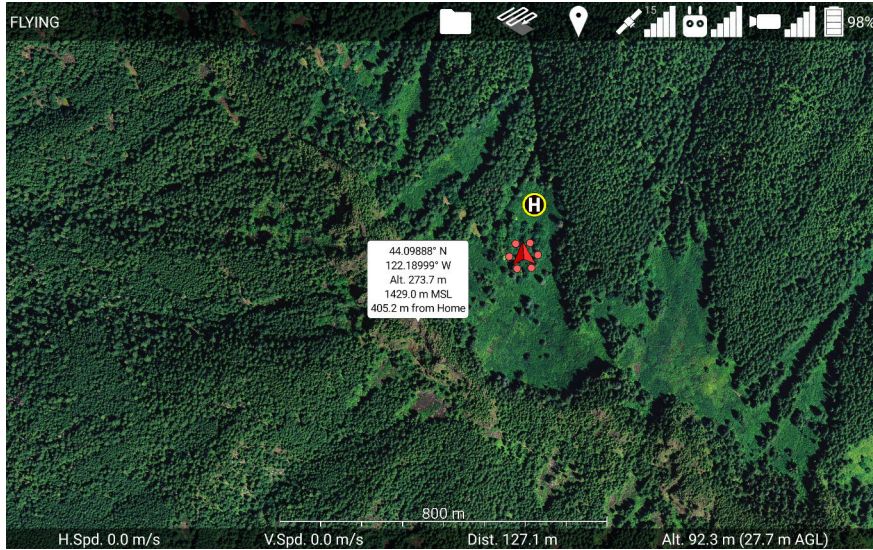 FLYING
15
98%
H
44.09888° N
122.18999° W
Alt. 273.7 m
1429.0 m MSL
405.2 m from Home
800 m
H.Spd. 0.0 m/s V.Spd. 0.0 m/s Dist. 127.1 m Alt. 92.3 m (27.7 m AGL)